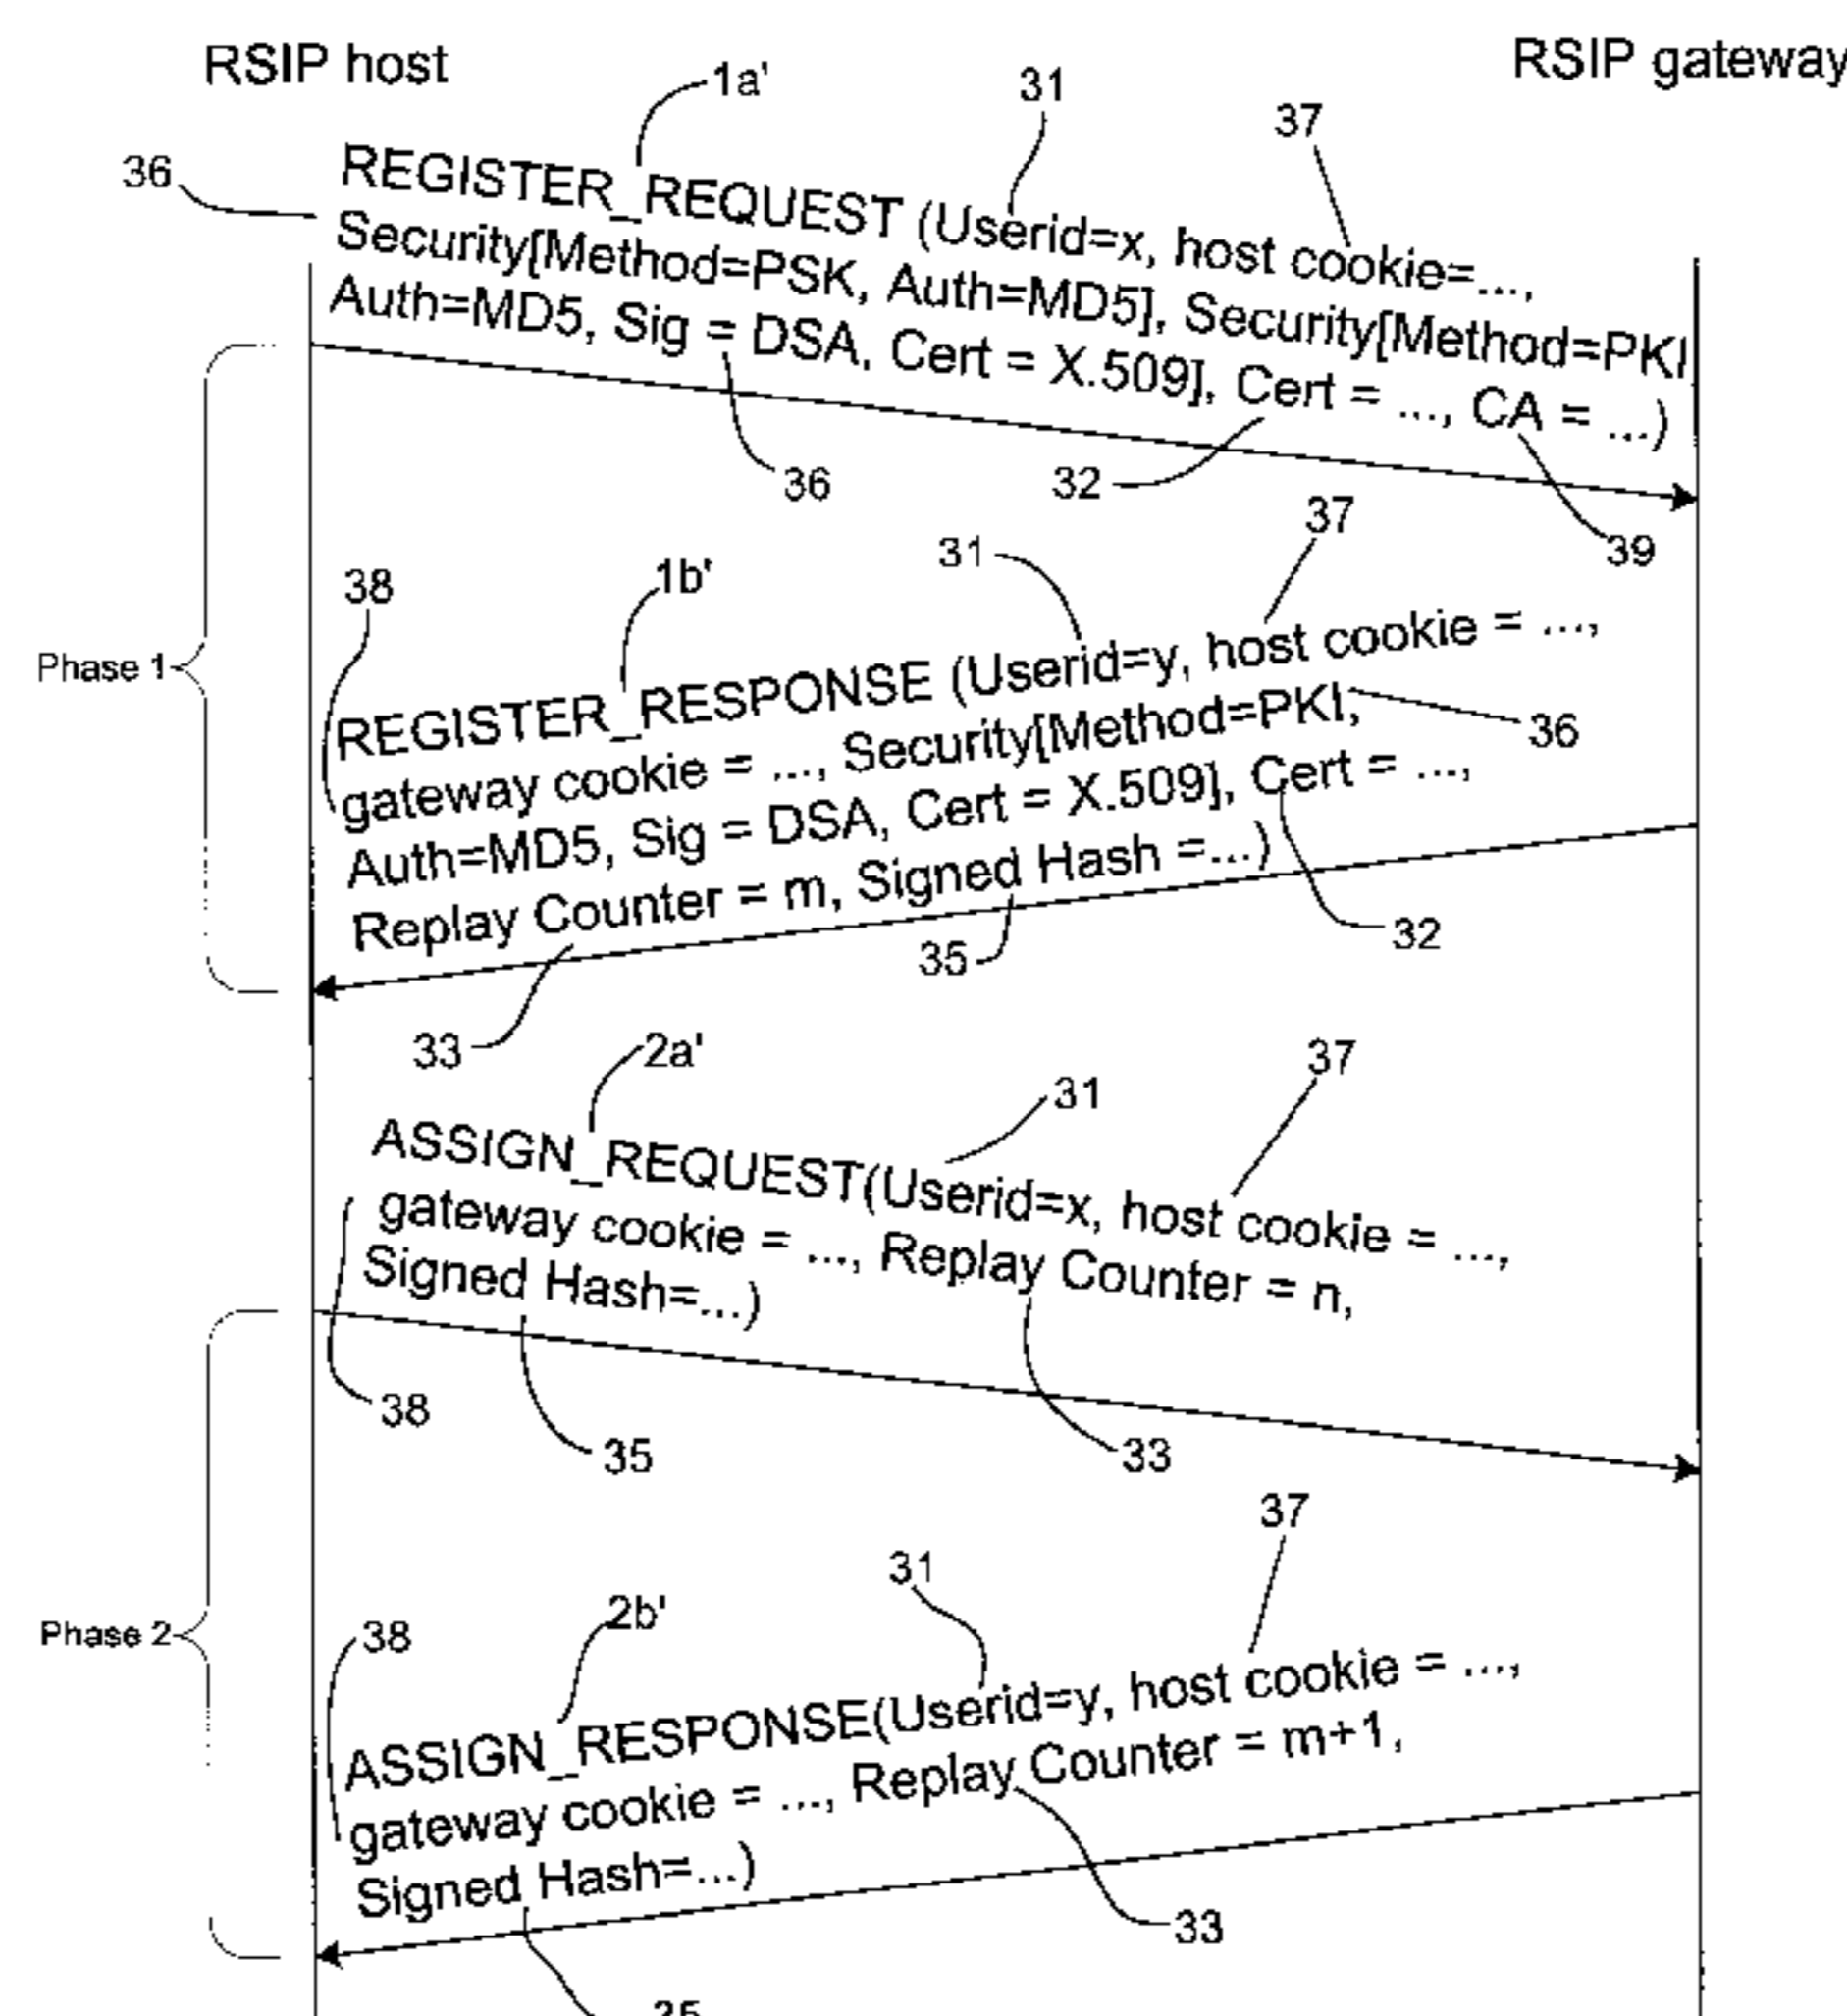 RSIP host
RSIP gateway
1a'
31
37
36
REGISTER_REQUEST (Userid=x, host cookie=...,
Security[Method=PSK, Auth=MD5], Security[Method=PKI
Auth=MD5, Sig = DSA, Cert = X.509], Cert = ..., CA = ...)
36
32
39
Phase 1
38
1b'
31
37
REGISTER_RESPONSE (Userid=y, host cookie = ...,
gateway cookie = ..., Security[Method=PKI,
36
Auth=MD5, Sig = DSA, Cert = X.509], Cert = ...,
Replay Counter = m, Signed Hash =...)
35
32
33
2a'
31
37
ASSIGN_REQUEST(Userid=x, host cookie = ...,
gateway cookie = ..., Replay Counter = n,
Signed Hash=...)
38
35
33
Phase 2
38
2b'
31
37
ASSIGN_RESPONSE(Userid=y, host cookie = ...,
gateway cookie = ..., Replay Counter = m+1,
Signed Hash=...)
33
35